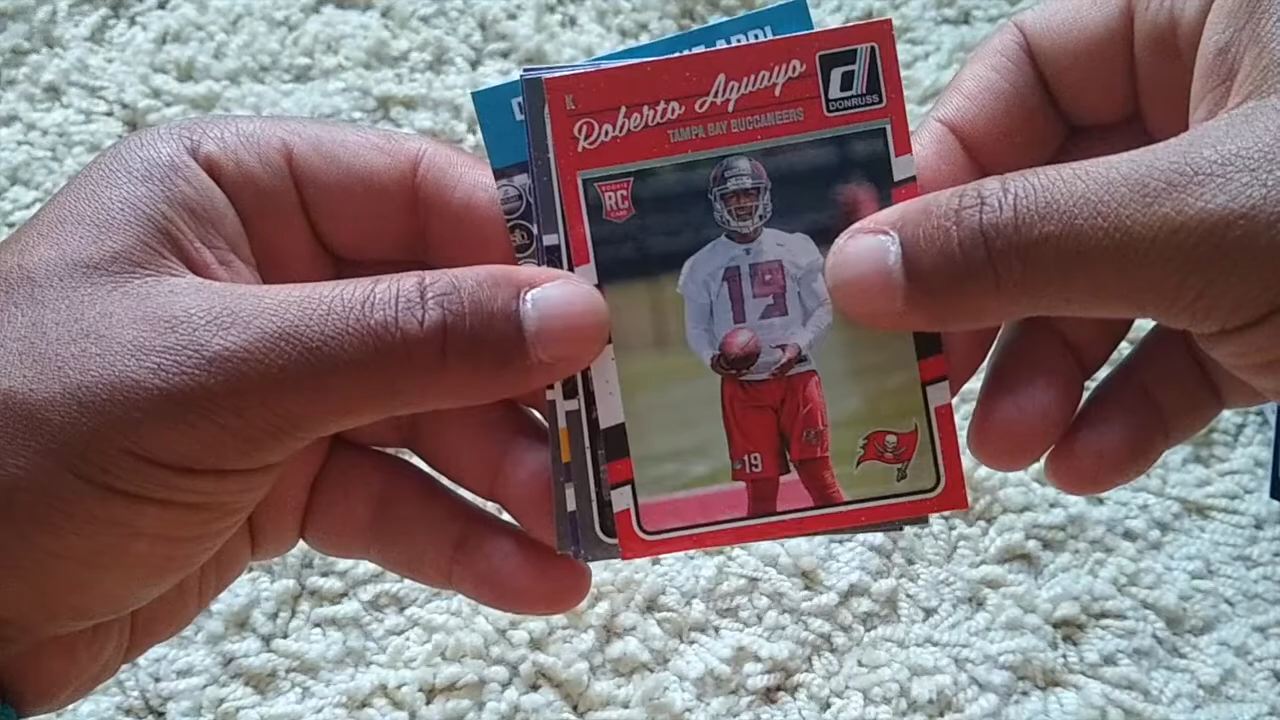 K
Roberto Aguayo
TAMPA BAY BUCCANEERS
DONRUSS
ROOKIE
RC
CARD
19
19